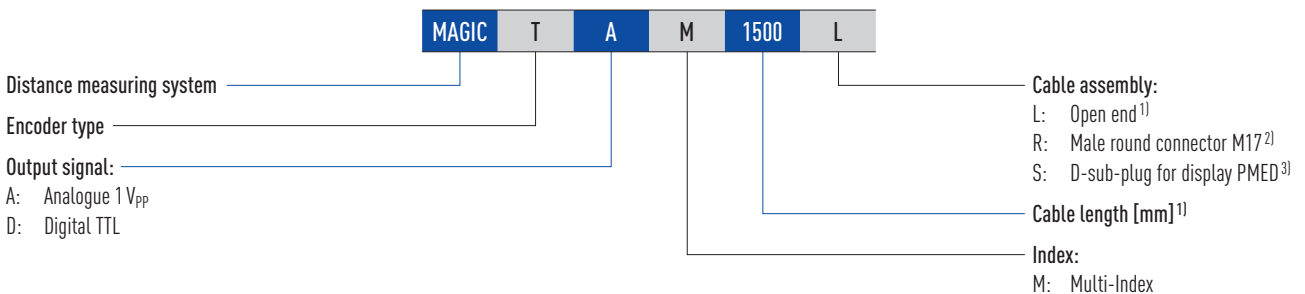 MAGIC T A M 1500 L
Distance measuring system
Encoder type
Output signal:
A: Analogue 1 VPP
D: Digital TTL
Cable assembly:
L: Open end 1)
R: Male round connector M17 2)
S: D-sub-plug for display PMED 3)
Cable length [mm] 1)
Index:
M: Multi-Index